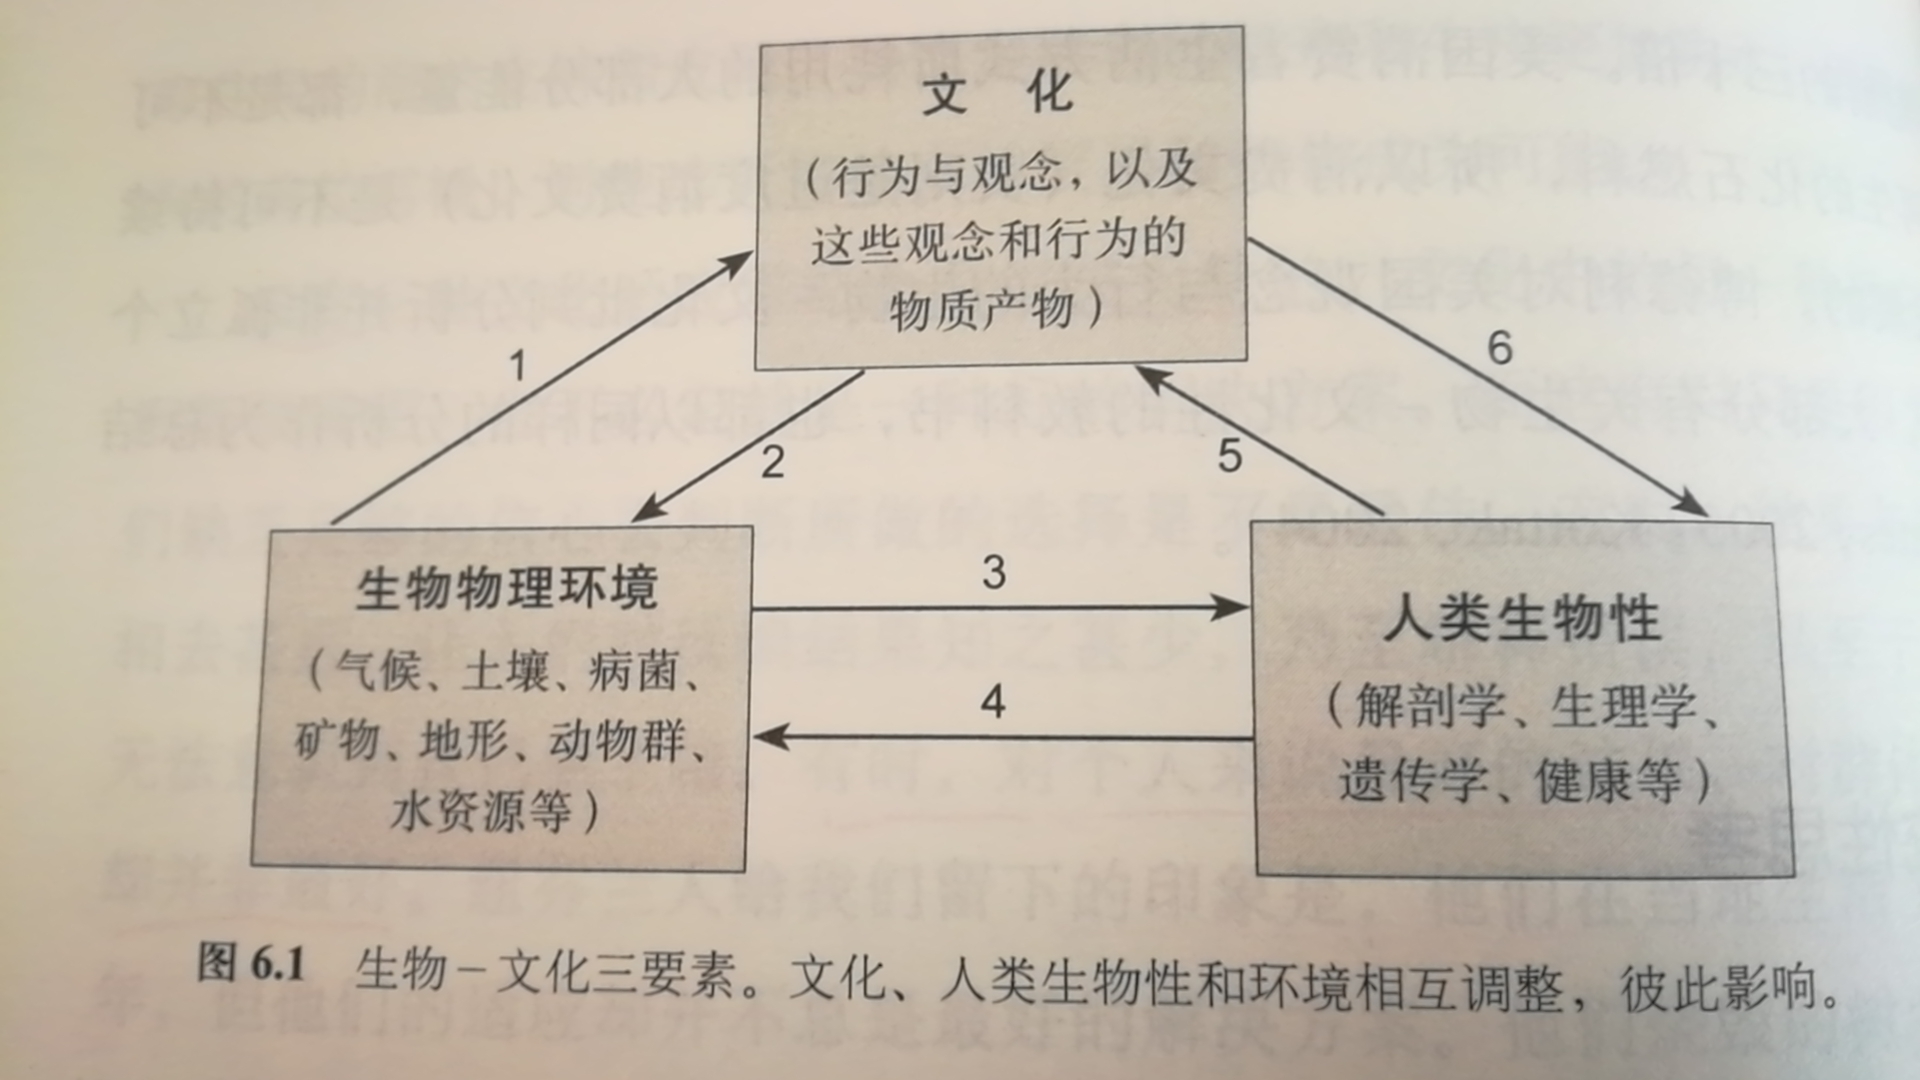 文 化
（行为与观念，以及
这些观念和行为的
物质产物）
1
2
3
4
5
6
生物物理环境
（气候、土壤、病菌、
矿物、地形、动物群、
水资源等）
人类生物性
（解剖学、生理学、
遗传学、健康等）
图 6.1 生物－文化三要素。文化、人类生物性和环境相互调整，彼此影响。